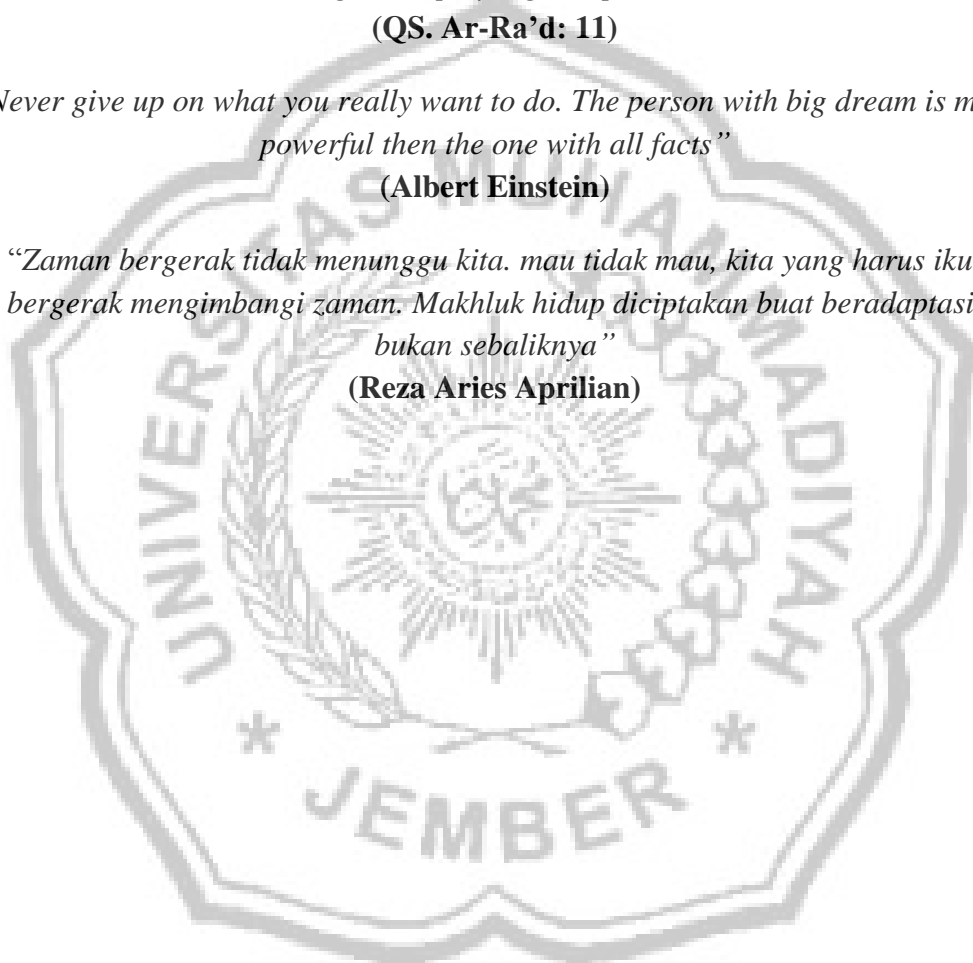 (QS. Ar-Ra’d: 11)
Never give up on what you really want to do. The person with big dream is m
powerful then the one with all facts”
(Albert Einstein)
“Zaman bergerak tidak menunggu kita. mau tidak mau, kita yang harus iku
bergerak mengimbangi zaman. Makhluk hidup diciptakan buat beradaptasi
bukan sebaliknya”
(Reza Aries Aprilian)
UNIVERSITAS MUHAMMADIYAH
* JEMBER *